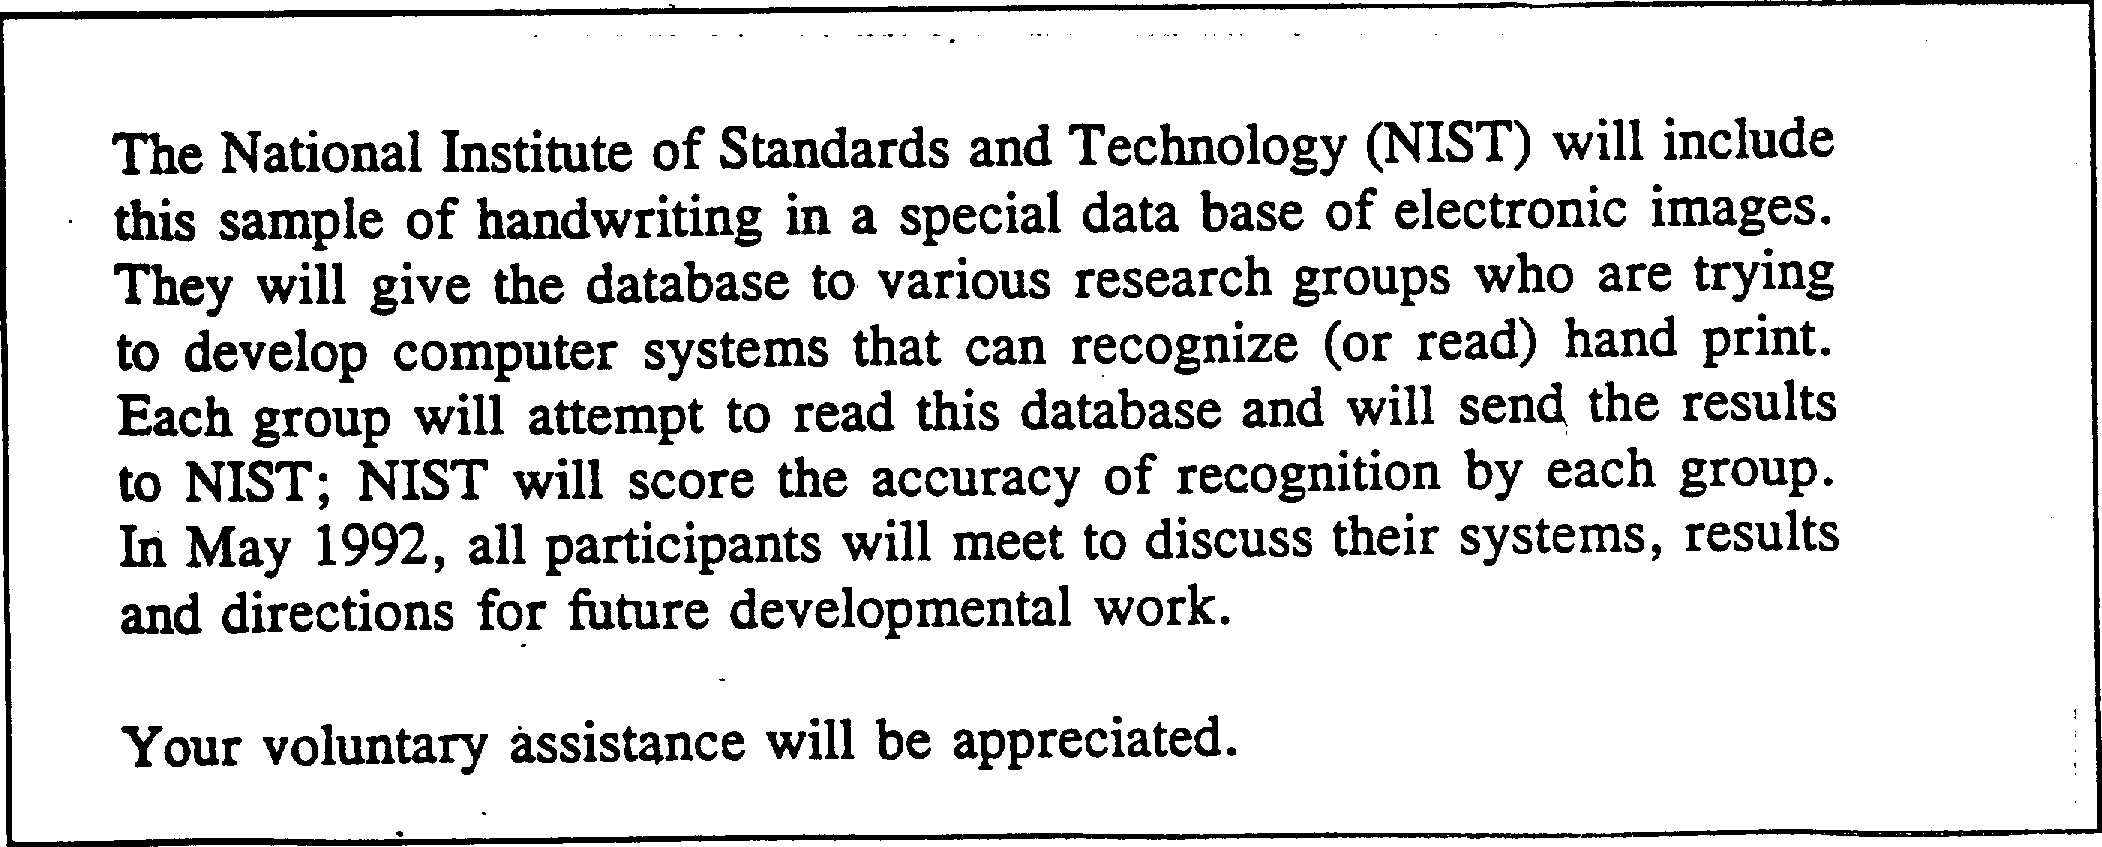 The National Institute of Standards and Technology (NIST) will include
this sample of handwriting in a special data base of electronic images.
They will give the database to various research groups who are trying
to develop computer systems that can recognize (or read) hand print.
Each group will attempt to read this database and will send the results
to NIST; NIST will score the accuracy of recognition by each group.
In May 1992, all participants will meet to discuss their systems, results
and directions for future developmental work.
Your voluntary assistance will be appreciated.